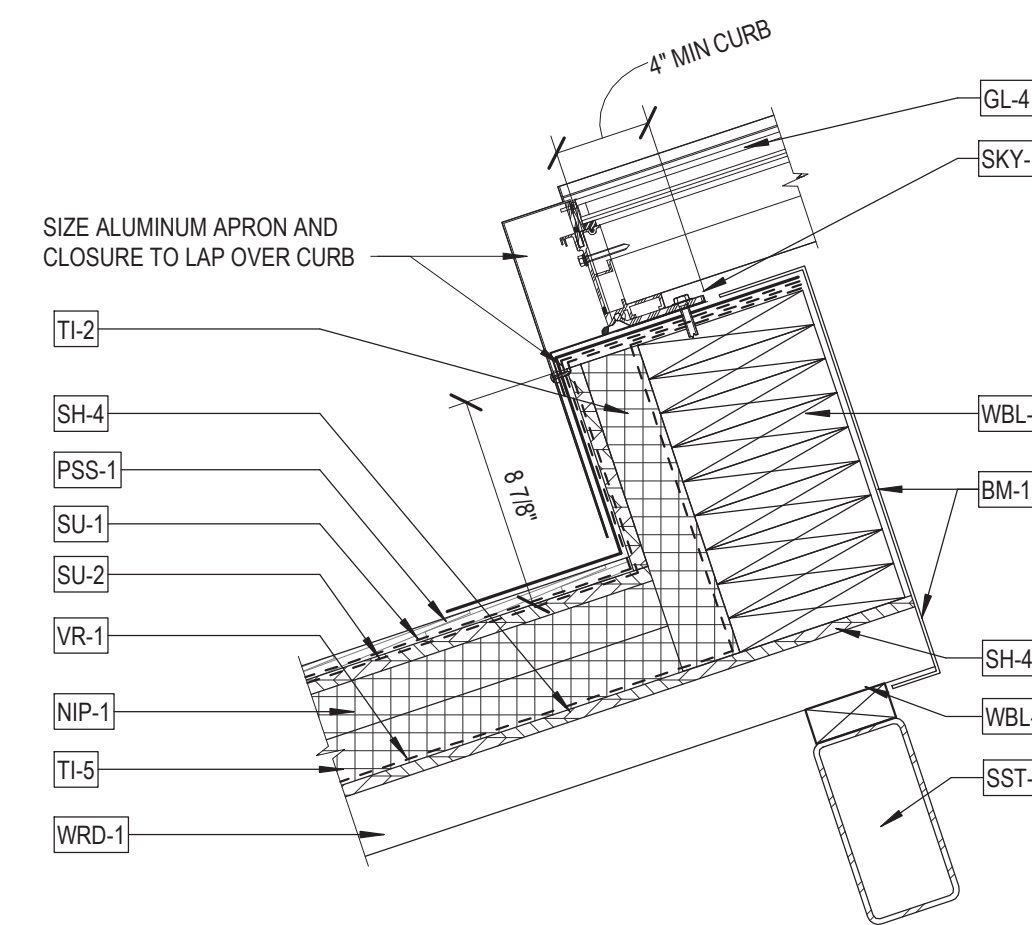 4" MIN CURB
GL-4
SKY-
SIZE ALUMINUM APRON AND
CLOSURE TO LAP OVER CURB
TI-2
SH-4
PSS-1
SU-1
SU-2
VR-1
NIP-1
TI-5
WRD-1
8 7/8"
WBL-
BM-1
SH-4
WBL-
SST-